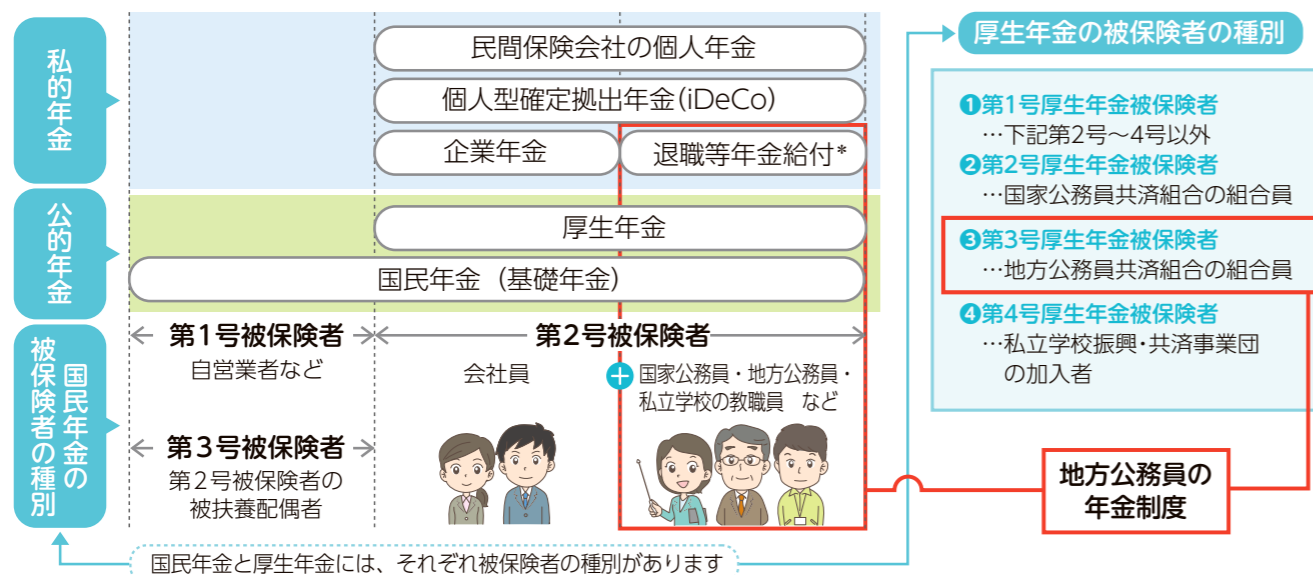 私的年金
民間保険会社の個人年金
個人型確定拠出年金(iDeCo)
企業年金
退職等年金給付*
公的年金
厚生年金
国民年金(基礎年金)
国民年金の
被保険者の種別
第1号被保険者
自営業者など
第3号被保険者
第2号被保険者の
被扶養配偶者
第2号被保険者
会社員
+
国家公務員・地方公務員・
私立学校の教職員 など
国民年金と厚生年金には、それぞれ被保険者の種別があります
厚生年金の被保険者の種別
❶第1号厚生年金被保険者
…下記第2号~4号以外
❷第2号厚生年金被保険者
…国家公務員共済組合の組合員
❸第3号厚生年金被保険者
…地方公務員共済組合の組合員
❹第4号厚生年金被保険者
…私立学校振興・共済事業団
の加入者
地方公務員の
年金制度